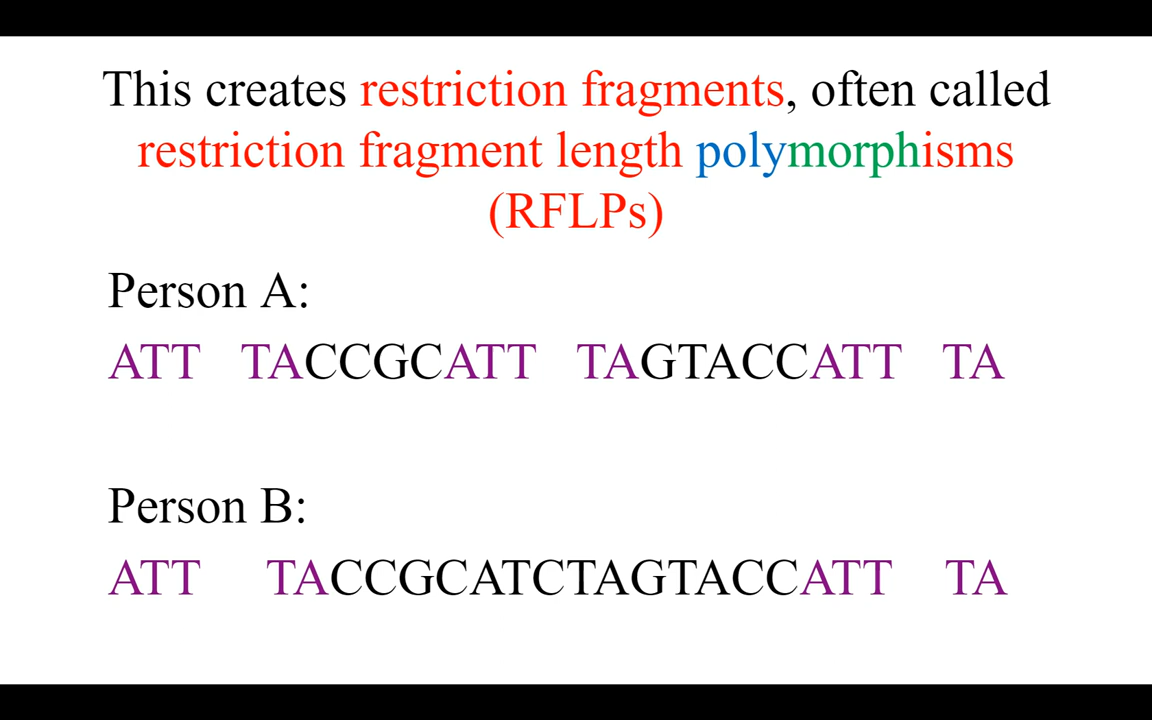 This creates restriction fragments, often called
restriction fragment length polymorphisms
(RFLPs)
Person A:
ATT TACCGCATT TAGTACCATT TA
Person B:
ATT TACCGCATCTAGTACCATT TA